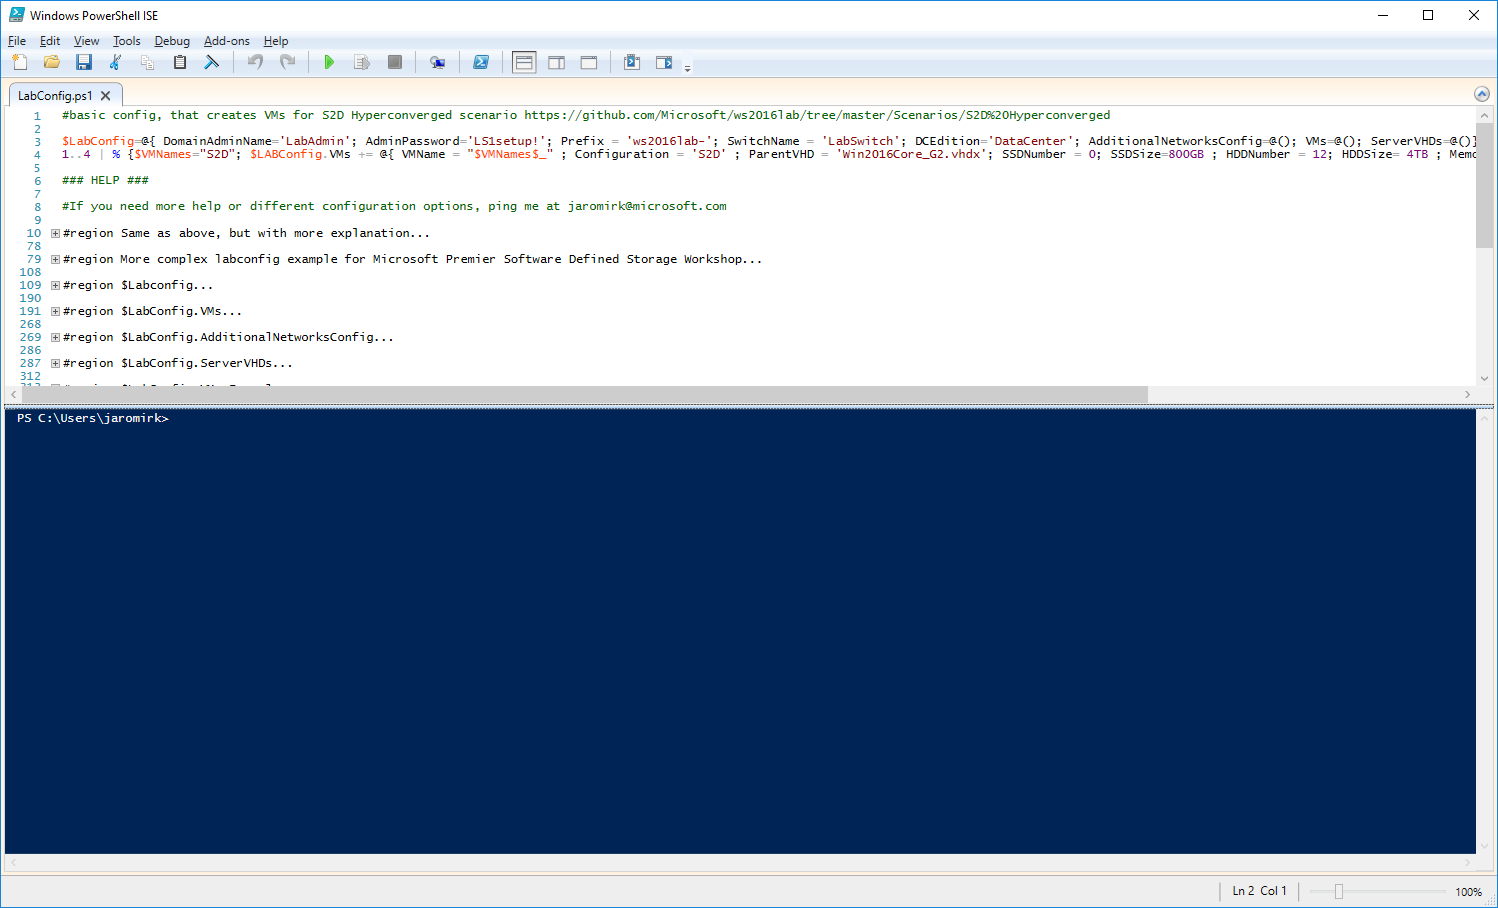 Windows PowerShell ISE
File Edit View Tools Debug Add-ons Help
LabConfig.ps1
1 #basic config, that creates VMs for S2D Hyperconverged scenario https://github.com/Microsoft/ws2016lab/tree/master/Scenarios/S2D%20Hyperconverged
2
3 $LabConfig=@{ DomainAdminName='LabAdmin'; AdminPassword='LS1setup!'; Prefix = 'ws2016lab-'; SwitchName = 'LabSwitch'; DCEdition='DataCenter'; AdditionalNetworksConfig=@(); VMs=@(); ServerVHDs=@()}
4 1..4 | % {$VMNames="S2D"; $LABConfig.VMs += @{ VMName = "$VMNames$_" ; Configuration = 'S2D' ; ParentVHD = 'Win2016Core_G2.vhdx'; SSDNumber = 0; SSDSize=800GB ; HDDNumber = 12; HDDSize= 4TB ; Memo
5
6 ### HELP ###
7
8 #If you need more help or different configuration options, ping me at jaromirk@microsoft.com
9
10 #region Same as above, but with more explanation...
78
79 #region More complex labconfig example for Microsoft Premier Software Defined Storage Workshop...
108
109 #region $Labconfig...
190
191 #region $LabConfig.VMs...
268
269 #region $LabConfig.AdditionalNetworksConfig...
286
287 #region $LabConfig.ServerVHDs...
312
PS C:\Users\jaromirk>
Ln 2 Col 1
100%